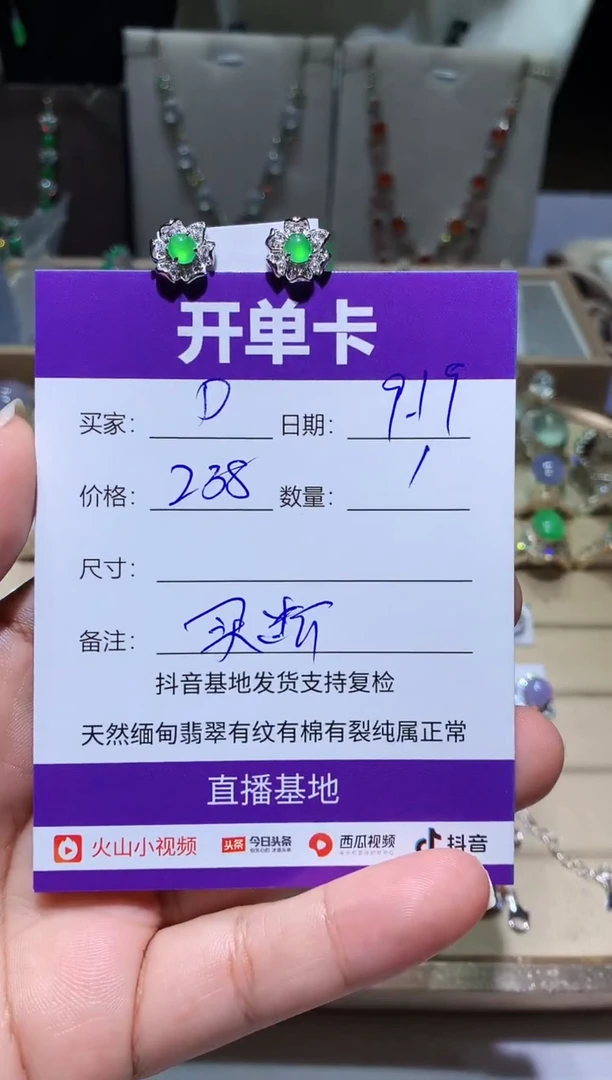 开单卡
买家: D 日期: 9.19
价格: 238 数量: 1
尺寸:
备注: 买断
抖音基地发货支持复检
天然缅甸翡翠有纹有棉有裂纯属正常
直播基地
火山小视频 头条 今日头条 西瓜视频 抖音